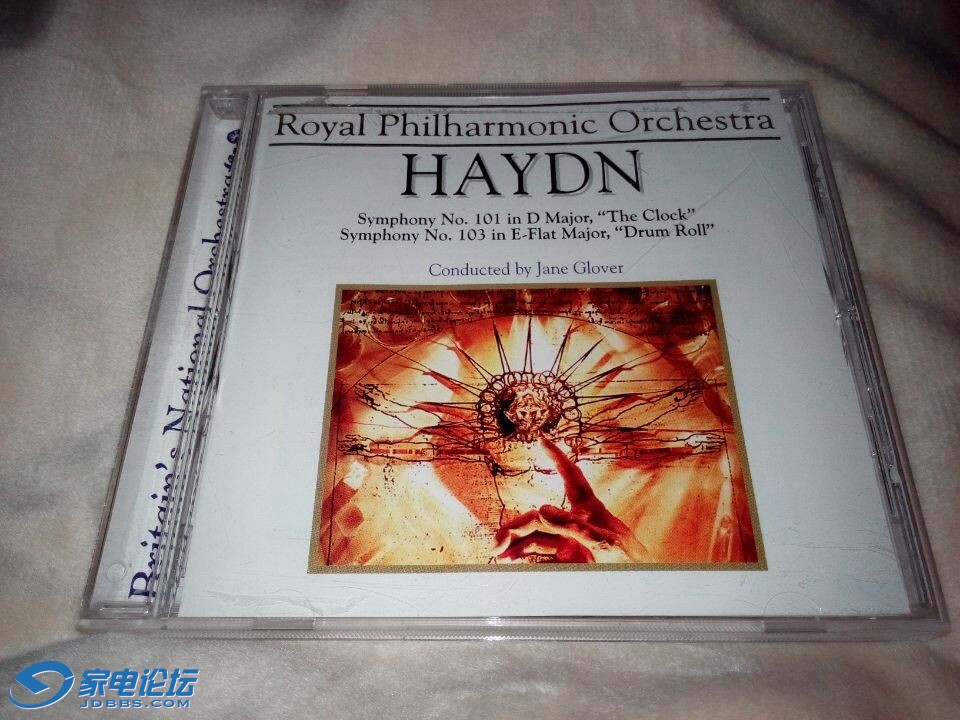 Royal Philharmonic Orchestra
HAYDN
Symphony No. 101 in D Major, “The Clock”
Symphony No. 103 in E-Flat Major, “Drum Roll”
Conducted by Jane Glover
Britain's National Orchestra
家电论坛
JDBBS.COM